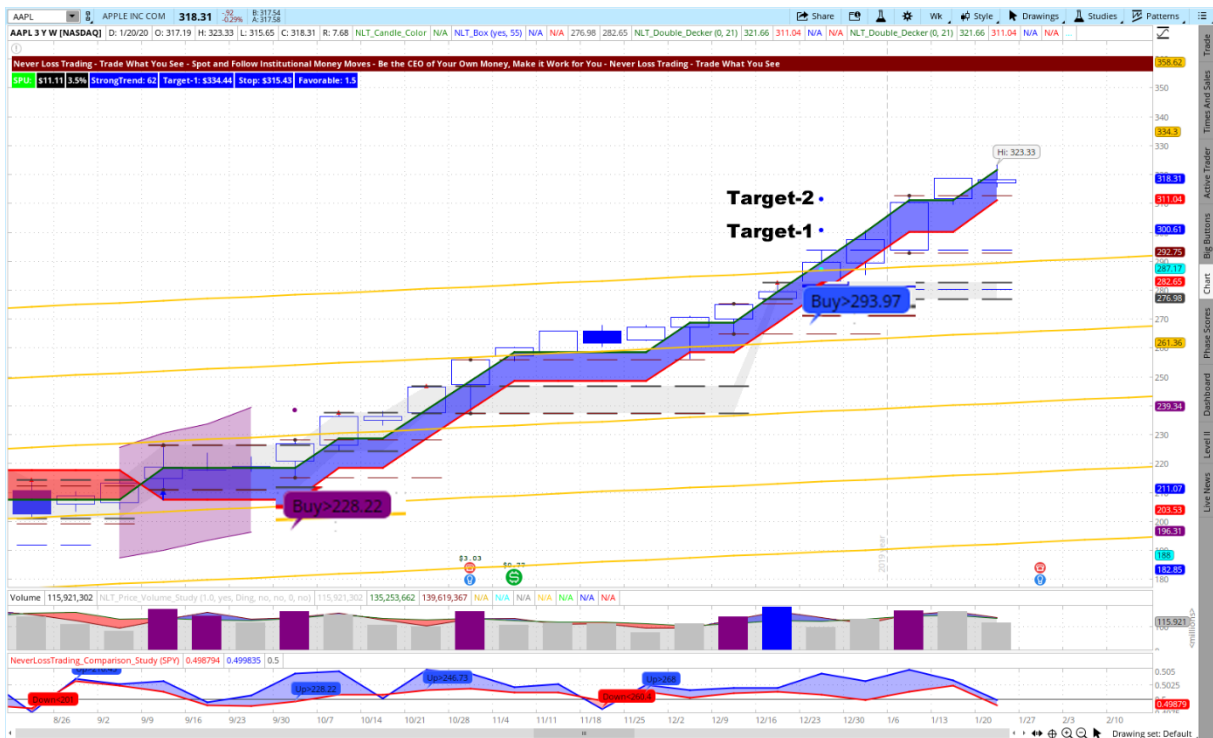 AAPL APPLE INC COM 318.31 -.92 -0.29% B: 317.54 A: 317.58 Share Wk Style Drawings Studies Patterns
AAPL 3 Y W [NASDAQ] D: 1/20/20 O: 317.19 H: 323.33 L: 315.65 C: 318.31 R: 7.68 NLT_Candle_Color N/A NLT_Box (yes, 55) N/A N/A 276.98 282.65 NLT_Double_Decker (0, 21) 321.66 311.04 N/A N/A NLT_Double_Decker (0, 21) 321.66 311.04 N/A N/A ...
Never Loss Trading - Trade What You See - Spot and Follow Institutional Money Moves - Be the CEO of Your Own Money, Make it Work for You - Never Loss Trading - Trade What You See
SPU: $11.11 3.5% StrongTrend: 62 Target-1: $334.44 Stop: $315.43 Favorable: 1.5
358.62
350
340
334.3
330
Hi: 323.33
318.31
Target-2
311.04
Target-1
300.61
292.75
290
287.17
282.65
280
276.98
Buy>293.97
270
261.36
250
239.34
230
220
211.07
Buy>228.22
203.53
200
196.31
188
182.85
180
2019 year
$3.03
$0.77
Trade
Times And Sales
Active Trader
Big Buttons
Chart
Phase Scores
Dashboard
Level II
Live News
Volume 115,921,302 NLT_Price_Volume_Study (1.0, yes, Ding, no, no, 0, no) 115,921,302 135,253,662 139,619,367 N/A N/A N/A N/A N/A N/A N/A
115.921
100
<millions>
NeverLossTrading_Comparison_Study (SPY) 0.498794 0.499835 0.5
Down<201
Up>228.22
Up>246.73
Down<260.4
Up>268
0.505
0.5025
0.49879
8/26 9/2 9/9 9/16 9/23 9/30 10/7 10/14 10/21 10/28 11/4 11/11 11/18 11/25 12/2 12/9 12/16 12/23 12/30 1/6 1/13 1/20 1/27 2/3 2/10
Drawing set: Default